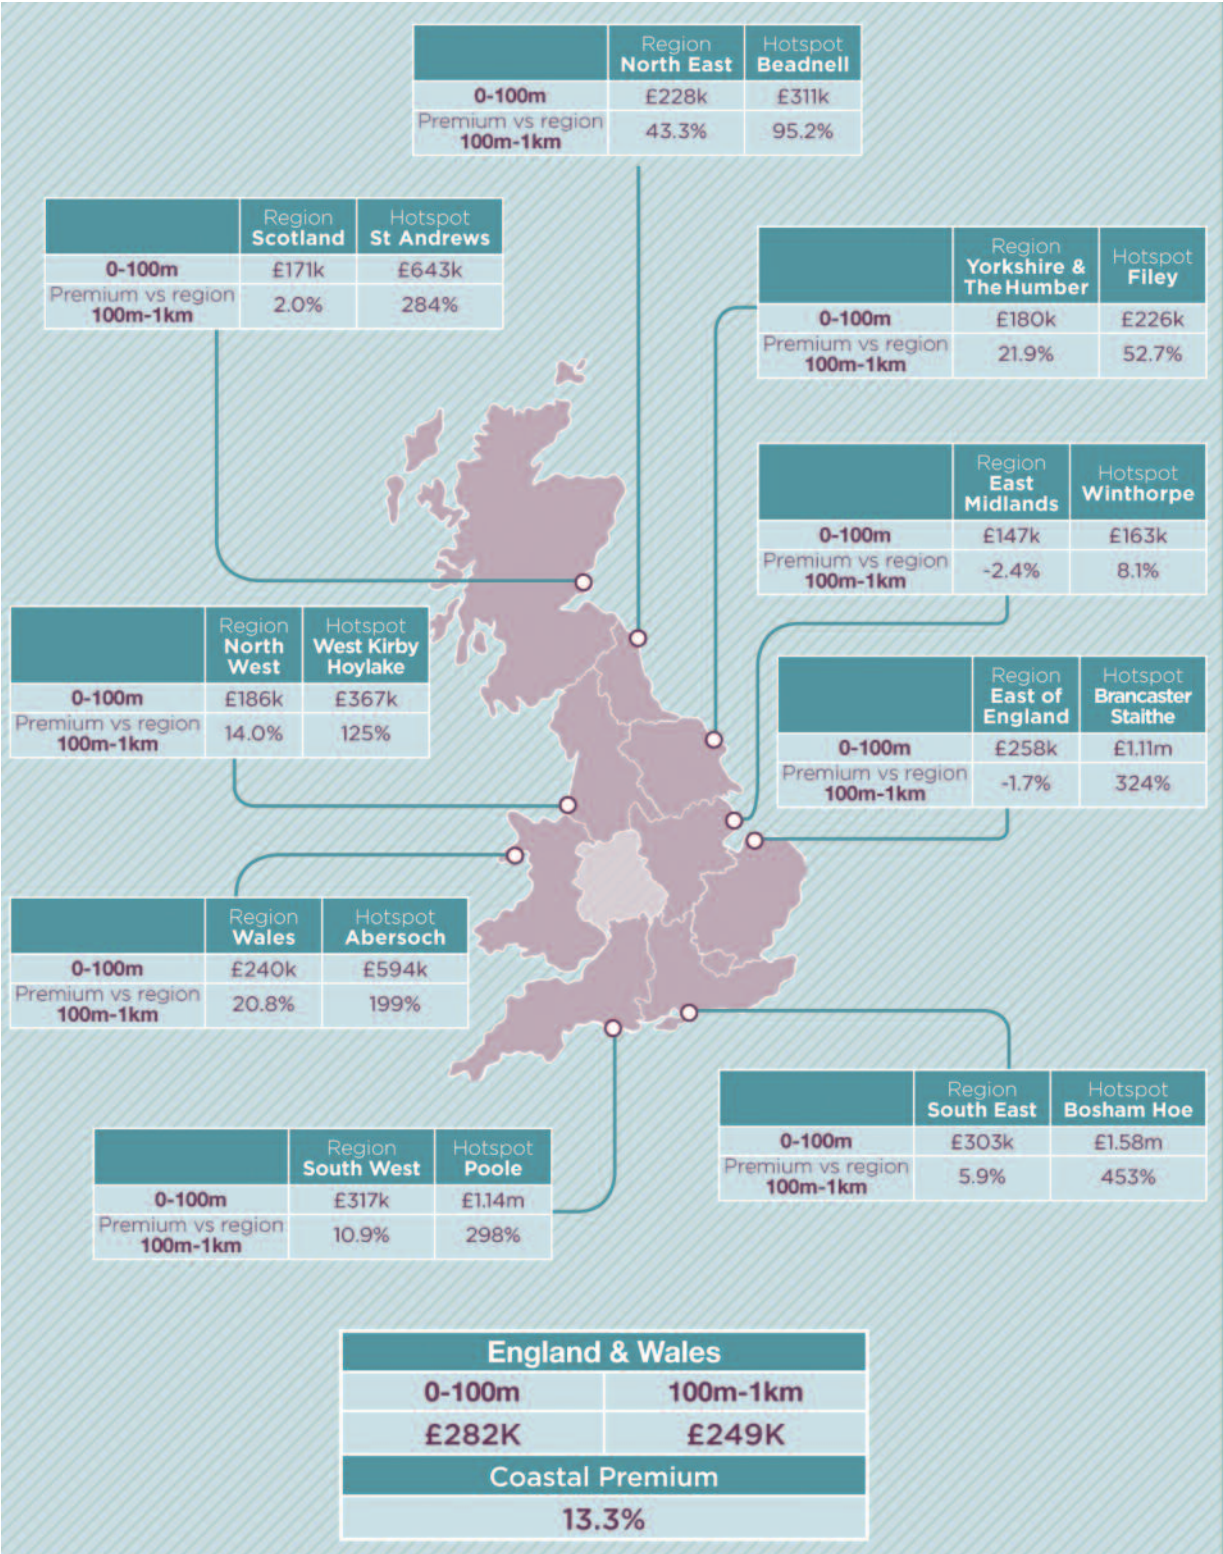 Region Hotspot
North East Beadnell
0-100m £228k £311k
Premium vs region
100m-1km 43.3% 95.2%
Region Hotspot
Scotland St Andrews
0-100m £171k £643k
Premium vs region
100m-1km 2.0% 284%
Region Hotspot
Yorkshire & Filey
The Humber
0-100m £180k £226k
Premium vs region
100m-1km 21.9% 52.7%
Region Hotspot
East Winthorpe
Midlands
0-100m £147k £163k
Premium vs region
100m-1km -2.4% 8.1%
Region Hotspot
North West Kirby
West Hoylake
0-100m £186k £367k
Premium vs region
100m-1km 14.0% 125%
Region Hotspot
East of Brancaster
England Staithe
0-100m £258k £1.11m
Premium vs region
100m-1km -1.7% 324%
Region Hotspot
Wales Abersoch
0-100m £240k £594k
Premium vs region
100m-1km 20.8% 199%
Region Hotspot
South East Bosham Hoe
0-100m £303k £1.58m
Premium vs region
100m-1km 5.9% 453%
Region Hotspot
South West Poole
0-100m £317k £1.14m
Premium vs region
100m-1km 10.9% 298%
England & Wales
0-100m 100m-1km
£282K £249K
Coastal Premium
13.3%